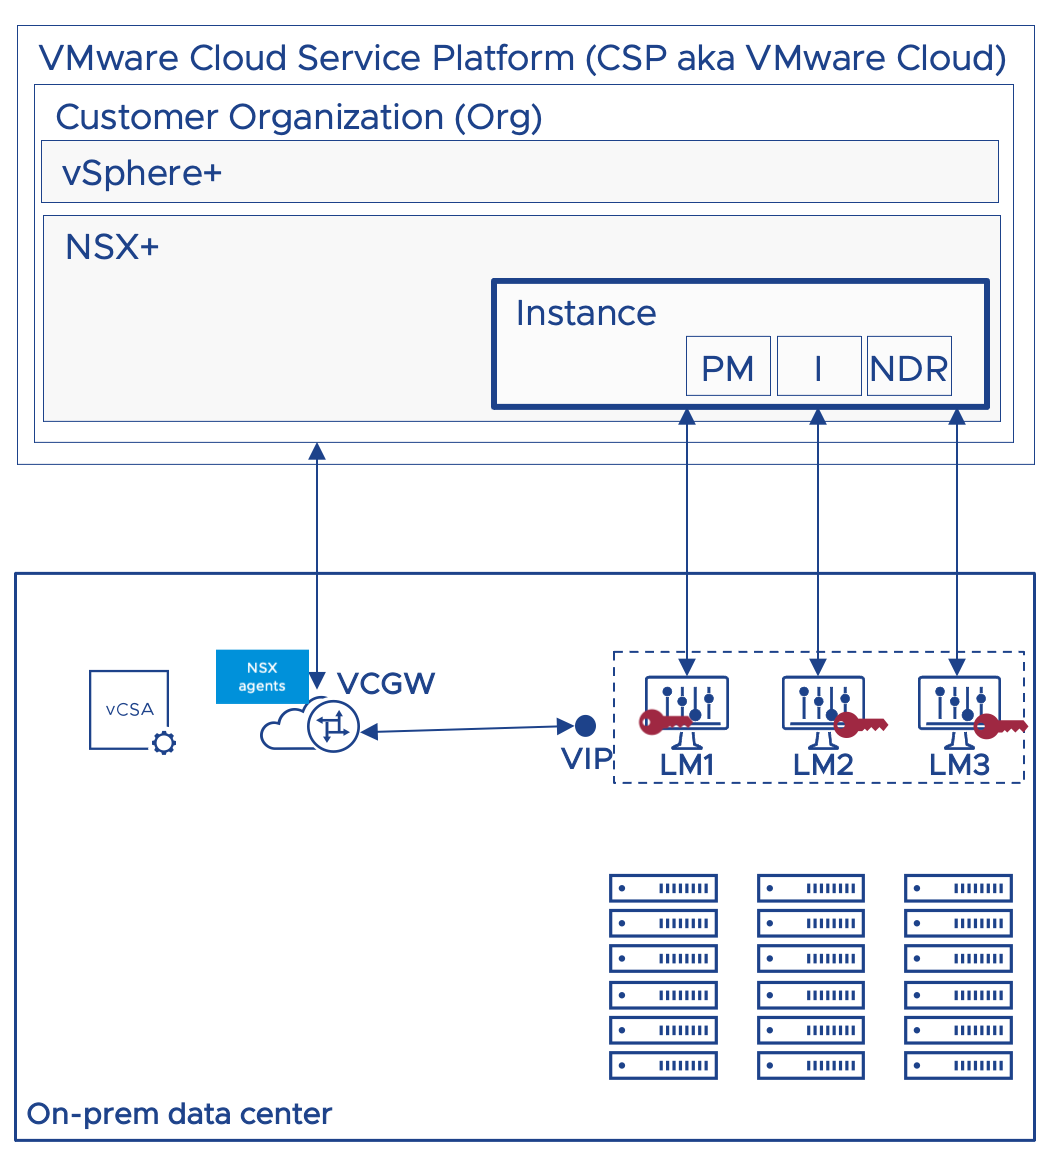 VMware Cloud Service Platform (CSP aka VMware Cloud)
Customer Organization (Org)
vSphere+
NSX+
Instance
PM
I
NDR
NSX
agents
VCGW
vCSA
VIP
LM1
LM2
LM3
On-prem data center